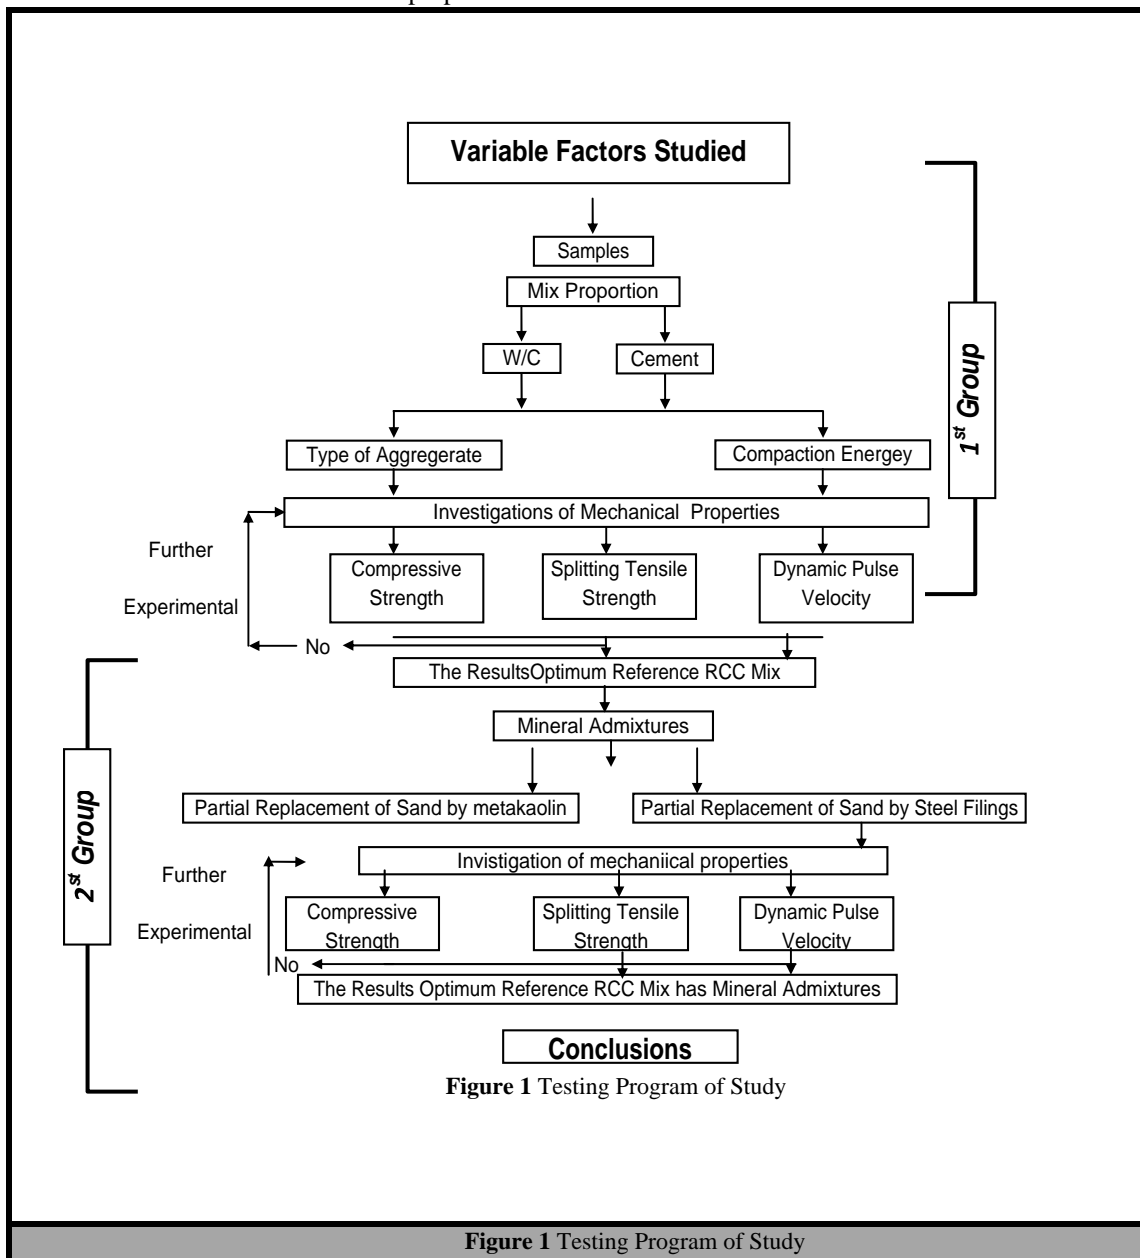 Variable Factors Studied
Samples
Mix Proportion
W/C
Cement
Type of Aggregerate
Compaction Energey
1st Group
Investigations of Mechanical Properties
Further
Experimental
Compressive
Strength
Splitting Tensile
Strength
Dynamic Pulse
Velocity
No
The ResultsOptimum Reference RCC Mix
Mineral Admixtures
Partial Replacement of Sand by metakaolin
Partial Replacement of Sand by Steel Filings
2st Group
Invistigation of mechaniical properties
Further
Experimental
Compressive
Strength
Splitting Tensile
Strength
Dynamic Pulse
Velocity
No
The Results Optimum Reference RCC Mix has Mineral Admixtures
Conclusions
Figure 1 Testing Program of Study
Figure 1 Testing Program of Study